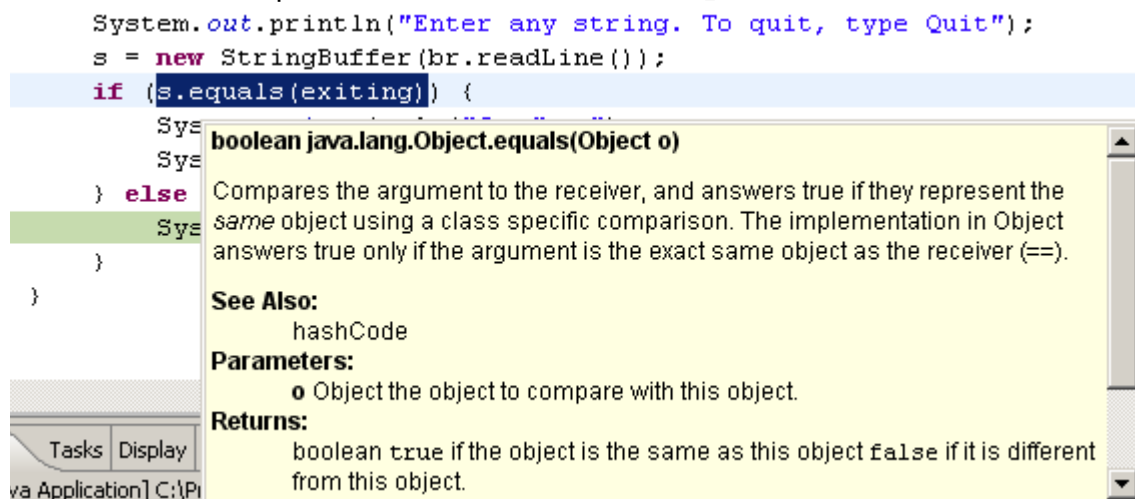 System.out.println("Enter any string. To quit, type Quit");
s = new StringBuffer(br.readLine());
if (s.equals(exiting)) {
Sys
boolean java.lang.Object.equals(Object o)
Sys
} else
Compares the argument to the receiver, and answers true if they represent the
Sys
same object using a class specific comparison. The implementation in Object
answers true only if the argument is the exact same object as the receiver (==).
}
}
See Also:
hashCode
Parameters:
o Object the object to compare with this object.
Returns:
boolean true if the object is the same as this object false if it is different
from this object.
Tasks Display
va Application] C:\P